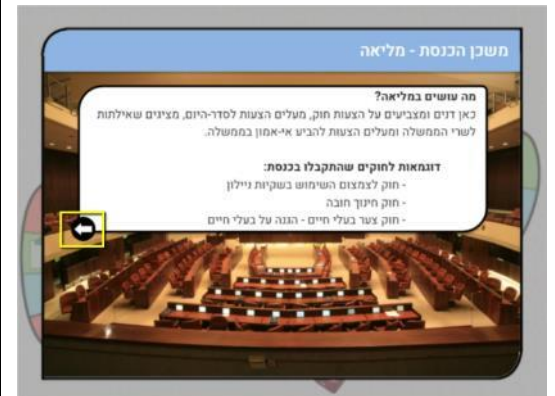 משכן הכנסת - מליאה
מה עושים במליאה?
כאן דנים ומצביעים על הצעות חוק, מעלים הצעות לסדר-היום, מציגים שאילתות
לשרי הממשלה ומעלים הצעות להביע אי-אמון בממשלה.
דוגמאות לחוקים שהתקבלו בכנסת:
- חוק לצמצום השימוש בשקיות ניילון
- חוק חינוך חובה
- חוק צער בעלי חיים - הגנה על בעלי חיים